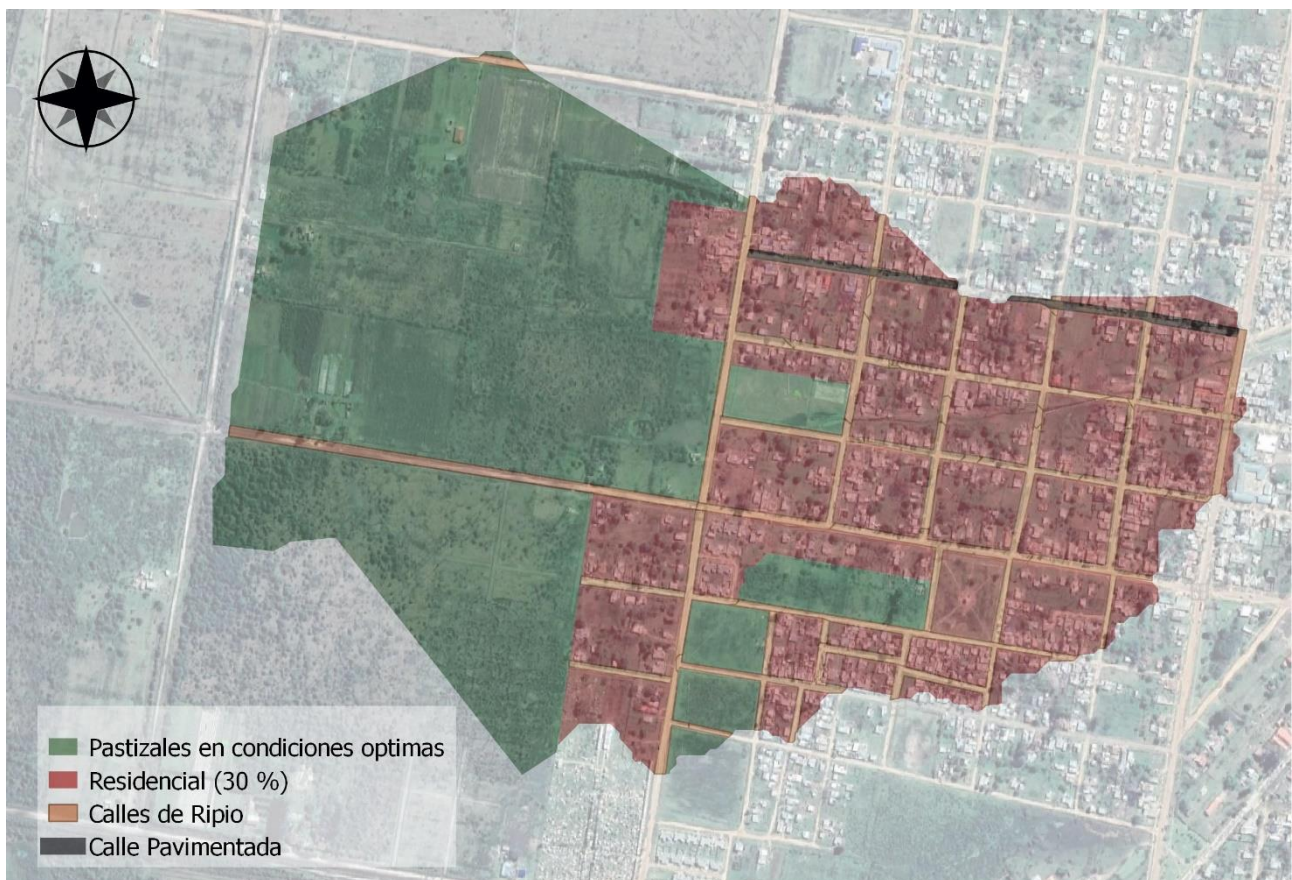 Pastizales en condiciones optimas
Residencial (30 %)
Calles de Ripio
Calle Pavimentada